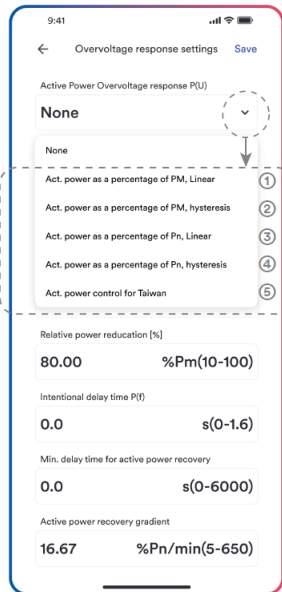 9:41
Overvoltage response settings Save
Active Power Overvoltage response P(U)
None
None
Act. power as a percentage of PM, Linear ①
Act. power as a percentage of PM, hysteresis ②
Act. power as a percentage of Pn, Linear ③
Act. power as a percentage of Pn, hysteresis ④
Act. power control for Taiwan ⑤
Relative power reducation [%]
80.00 %Pm(10-100)
Intentional delay time P(f)
0.0 s(0-1.6)
Min. delay time for active power recovery
0.0 s(0-6000)
Active power recovery gradient
16.67 %Pn/min(5-650)